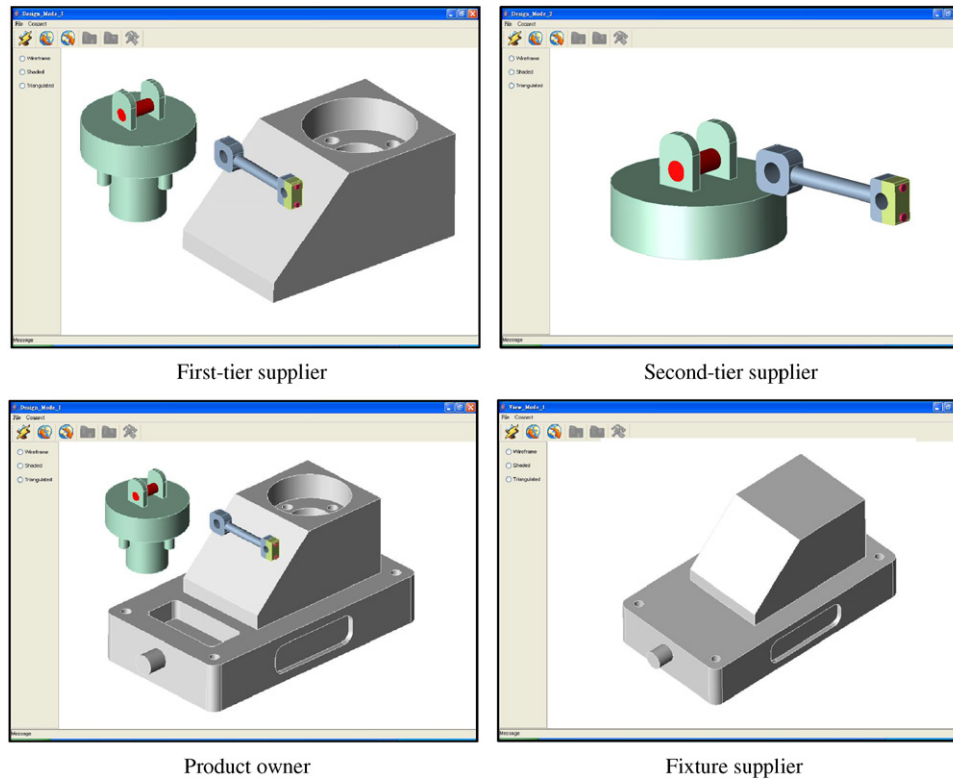 Design_Mode_1
File Connect
Wireframe
Shaded
Triangulated
Message
First-tier supplier
Design_Mode_2
File Connect
Wireframe
Shaded
Triangulated
Message
Second-tier supplier
Design_Mode_1
File Connect
Wireframe
Shaded
Triangulated
Message
Product owner
View_Mode_1
File Connect
Wireframe
Shaded
Triangulated
Message
Fixture supplier